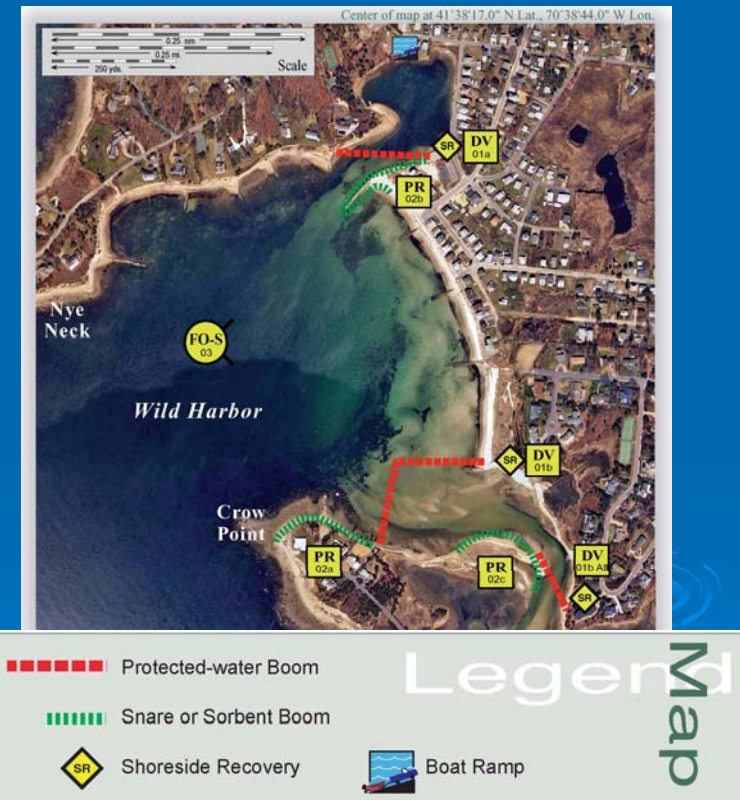 Center of map at 41°38'17.0" N Lat., 70°38'44.0" W Lon.
0.25 nm
0.25 mi
250 yds.
Scale
SR
DV
01a
PR
02b
Nye
Neck
FO-S
03
Wild Harbor
SR
DV
01b
Crow
Point
PR
02a
PR
02c
DV
01b Alt
SR
Legend
Map
Protected-water Boom
Snare or Sorbent Boom
SR
Shoreside Recovery
Boat Ramp